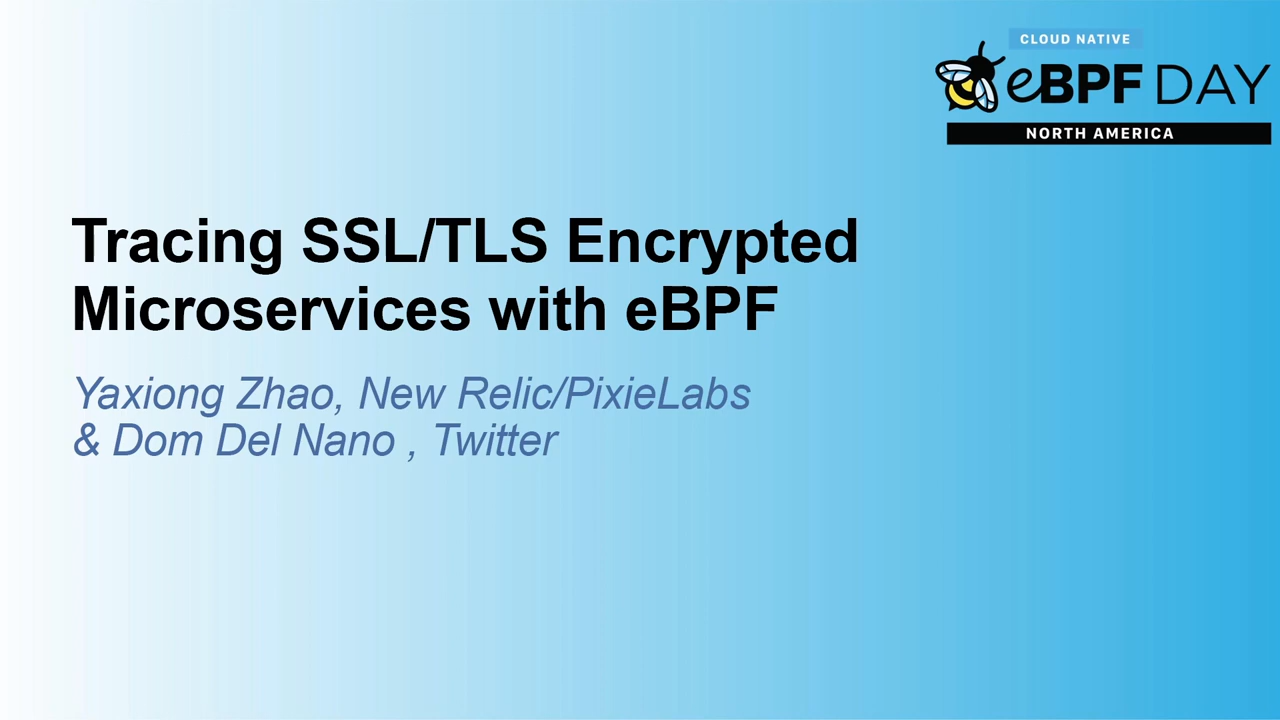 CLOUD NATIVE
eBPF DAY
NORTH AMERICA
Tracing SSL/TLS Encrypted
Microservices with eBPF
Yaxiong Zhao, New Relic/PixieLabs
& Dom Del Nano , Twitter